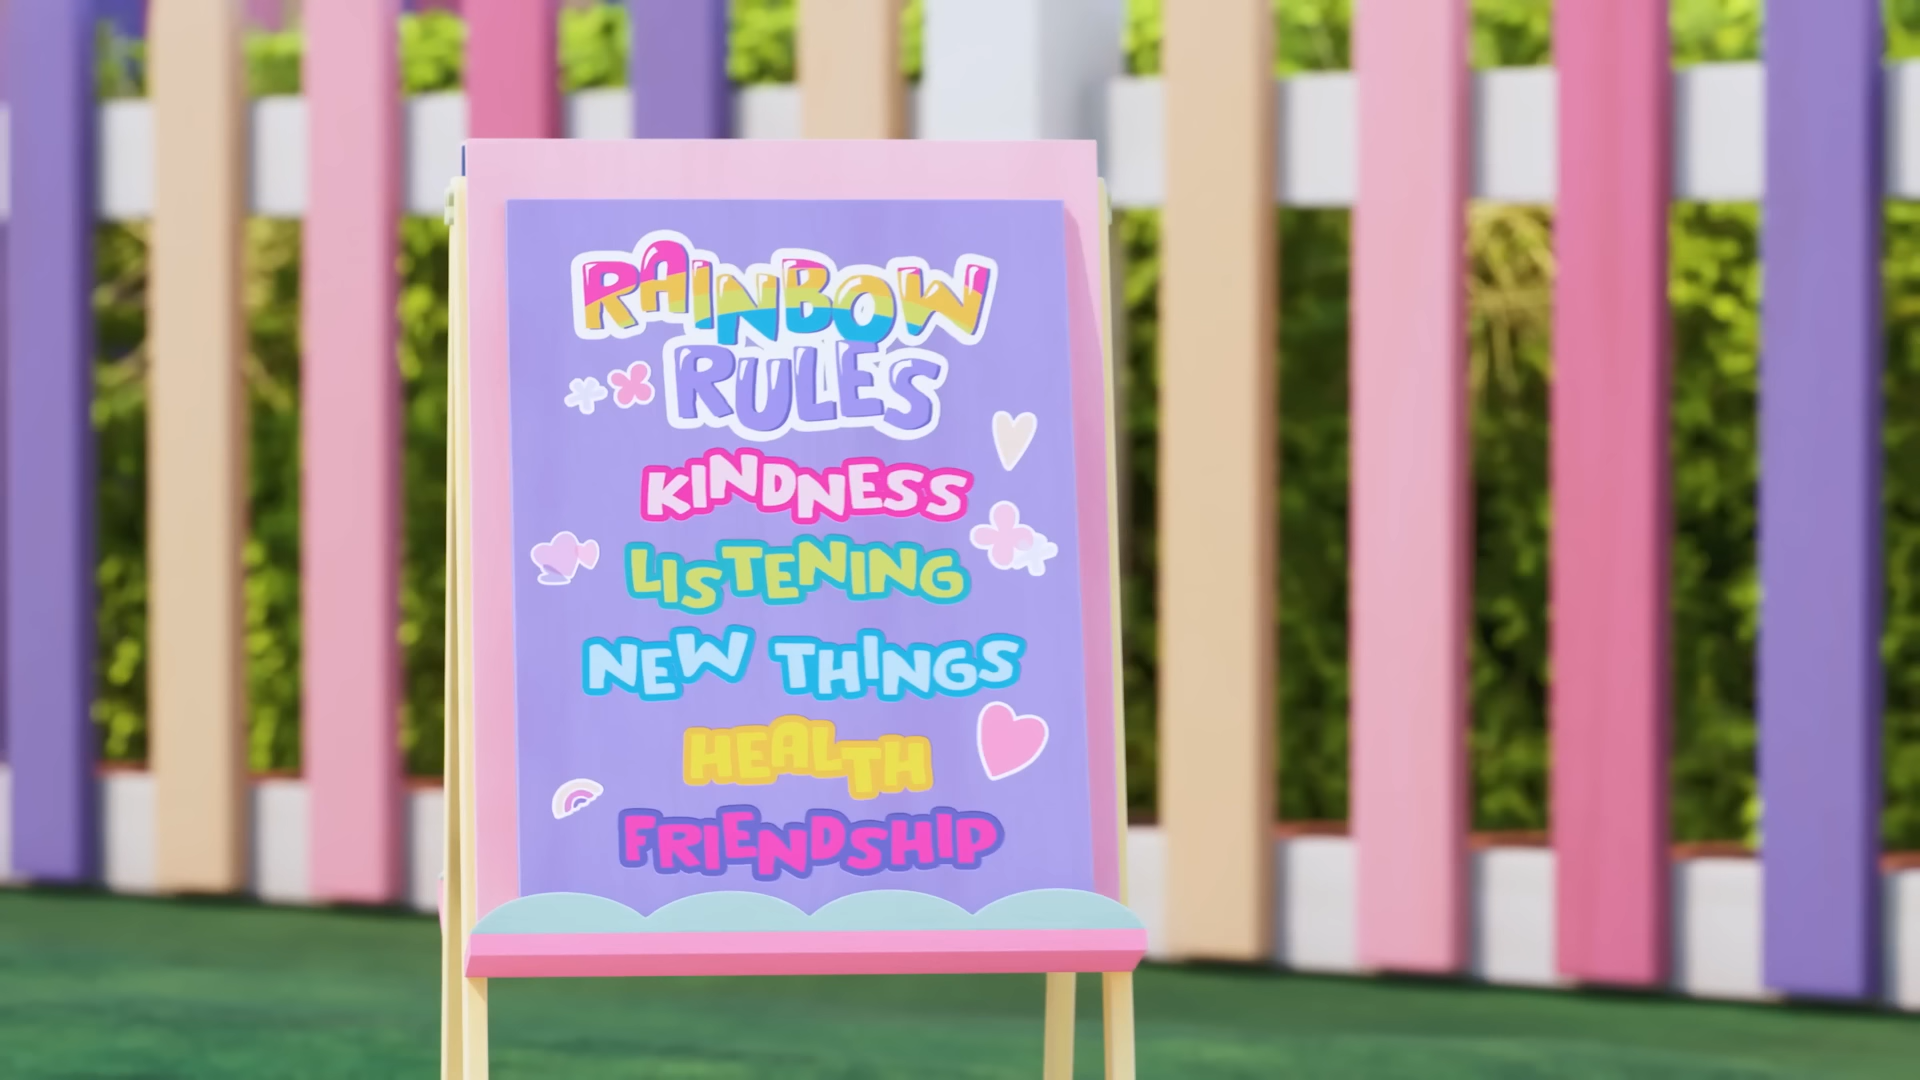 RAINBOW
RULES
KINDNESS
LISTENING
NEW THINGS
HEALTH
FRIENDSHIP